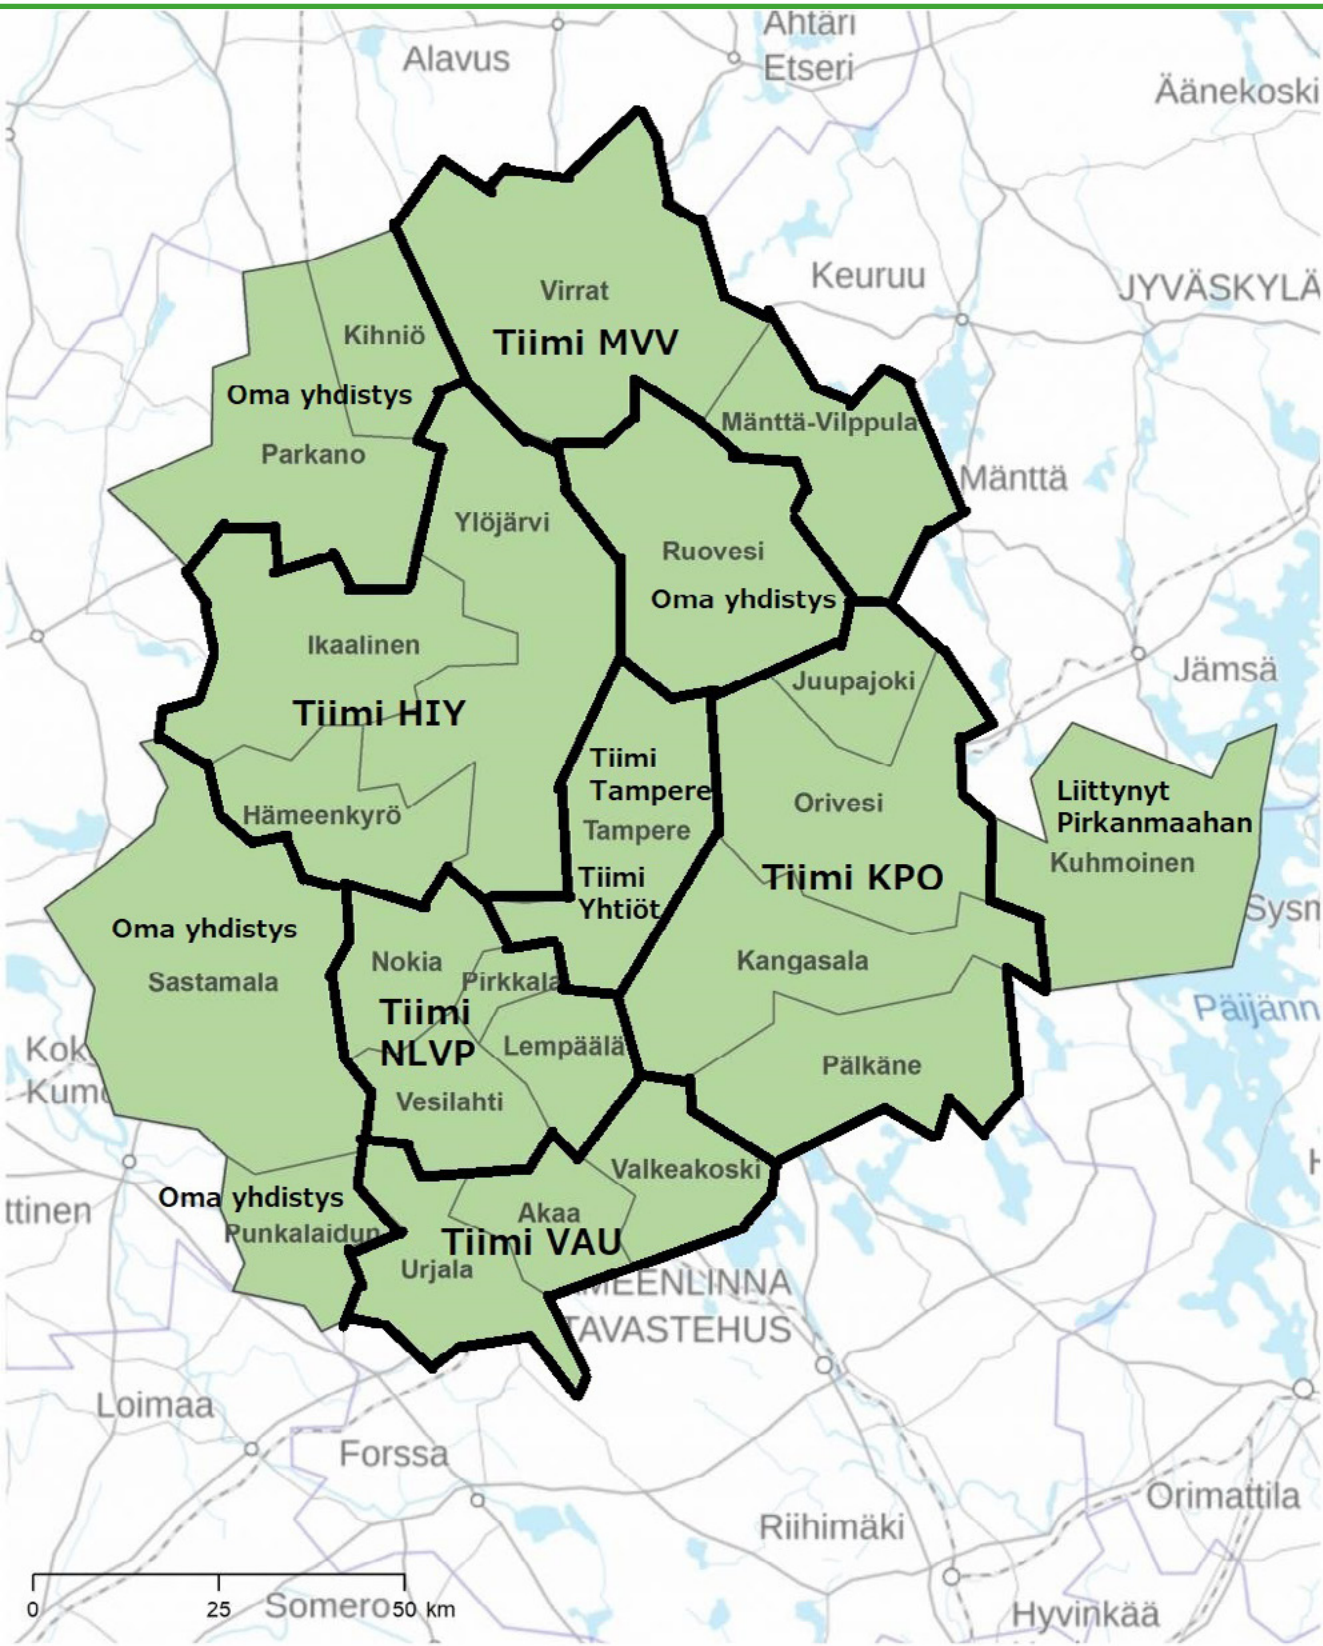 Alavus
Ähtäri
Etseri
Äänekoski
Keuruu
JYVÄSKYLÄ
Virrat
Tiimi MVV
Kihniö
Oma yhdistys
Parkano
Mänttä-Vilppula
Mänttä
Ylöjärvi
Ruovesi
Oma yhdistys
Ikaalinen
Juupajoki
Jämsä
Tiimi HIY
Tiimi
Tampere
Tampere
Hämeenkyrö
Orivesi
Liittynyt
Pirkanmaahan
Kuhmoinen
Tiimi
Yhtiöt
Tiimi KPO
Sysm
Oma yhdistys
Sastamala
Nokia
Pirkkala
Kangasala
Tiimi
NLVP
Päijänn
Lempäälä
Kok
Kumo
Pälkäne
Vesilahti
Valkeakoski
Oma yhdistys
Punkalaidun
ttinen
Akaa
Tiimi VAU
Urjala
MEENLINNA
TAVASTEHUS
Loimaa
Forssa
Orimattila
Riihimäki
0 25 50 km
Somero
Hyvinkää